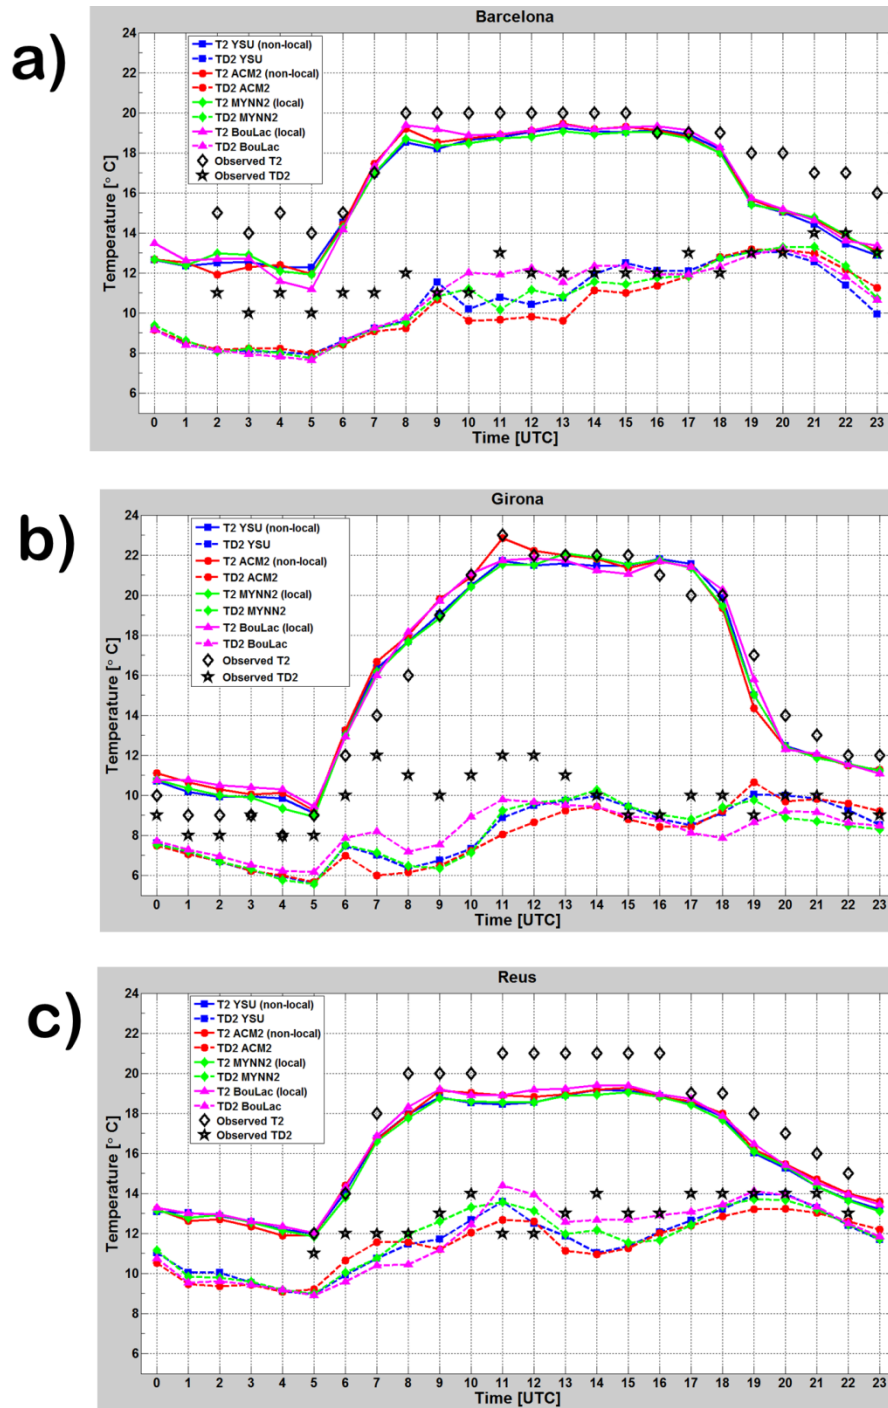 a)
Barcelona
24
22
20
18
16
14
12
10
8
6
Temperature [° C]
T2 YSU (non-local)
TD2 YSU
T2 ACM2 (non-local)
TD2 ACM2
T2 MYNN2 (local)
TD2 MYNN2
T2 BouLac (local)
TD2 BouLac
Observed T2
Observed TD2
0 1 2 3 4 5 6 7 8 9 10 11 12 13 14 15 16 17 18 19 20 21 22 23
Time [UTC]
b)
Girona
24
22
20
18
16
14
12
10
8
6
Temperature [° C]
T2 YSU (non-local)
TD2 YSU
T2 ACM2 (non-local)
TD2 ACM2
T2 MYNN2 (local)
TD2 MYNN2
T2 BouLac (local)
TD2 BouLac
Observed T2
Observed TD2
0 1 2 3 4 5 6 7 8 9 10 11 12 13 14 15 16 17 18 19 20 21 22 23
Time [UTC]
c)
Reus
24
22
20
18
16
14
12
10
8
6
Temperature [° C]
T2 YSU (non-local)
TD2 YSU
T2 ACM2 (non-local)
TD2 ACM2
T2 MYNN2 (local)
TD2 MYNN2
T2 BouLac (local)
TD2 BouLac
Observed T2
Observed TD2
0 1 2 3 4 5 6 7 8 9 10 11 12 13 14 15 16 17 18 19 20 21 22 23
Time [UTC]